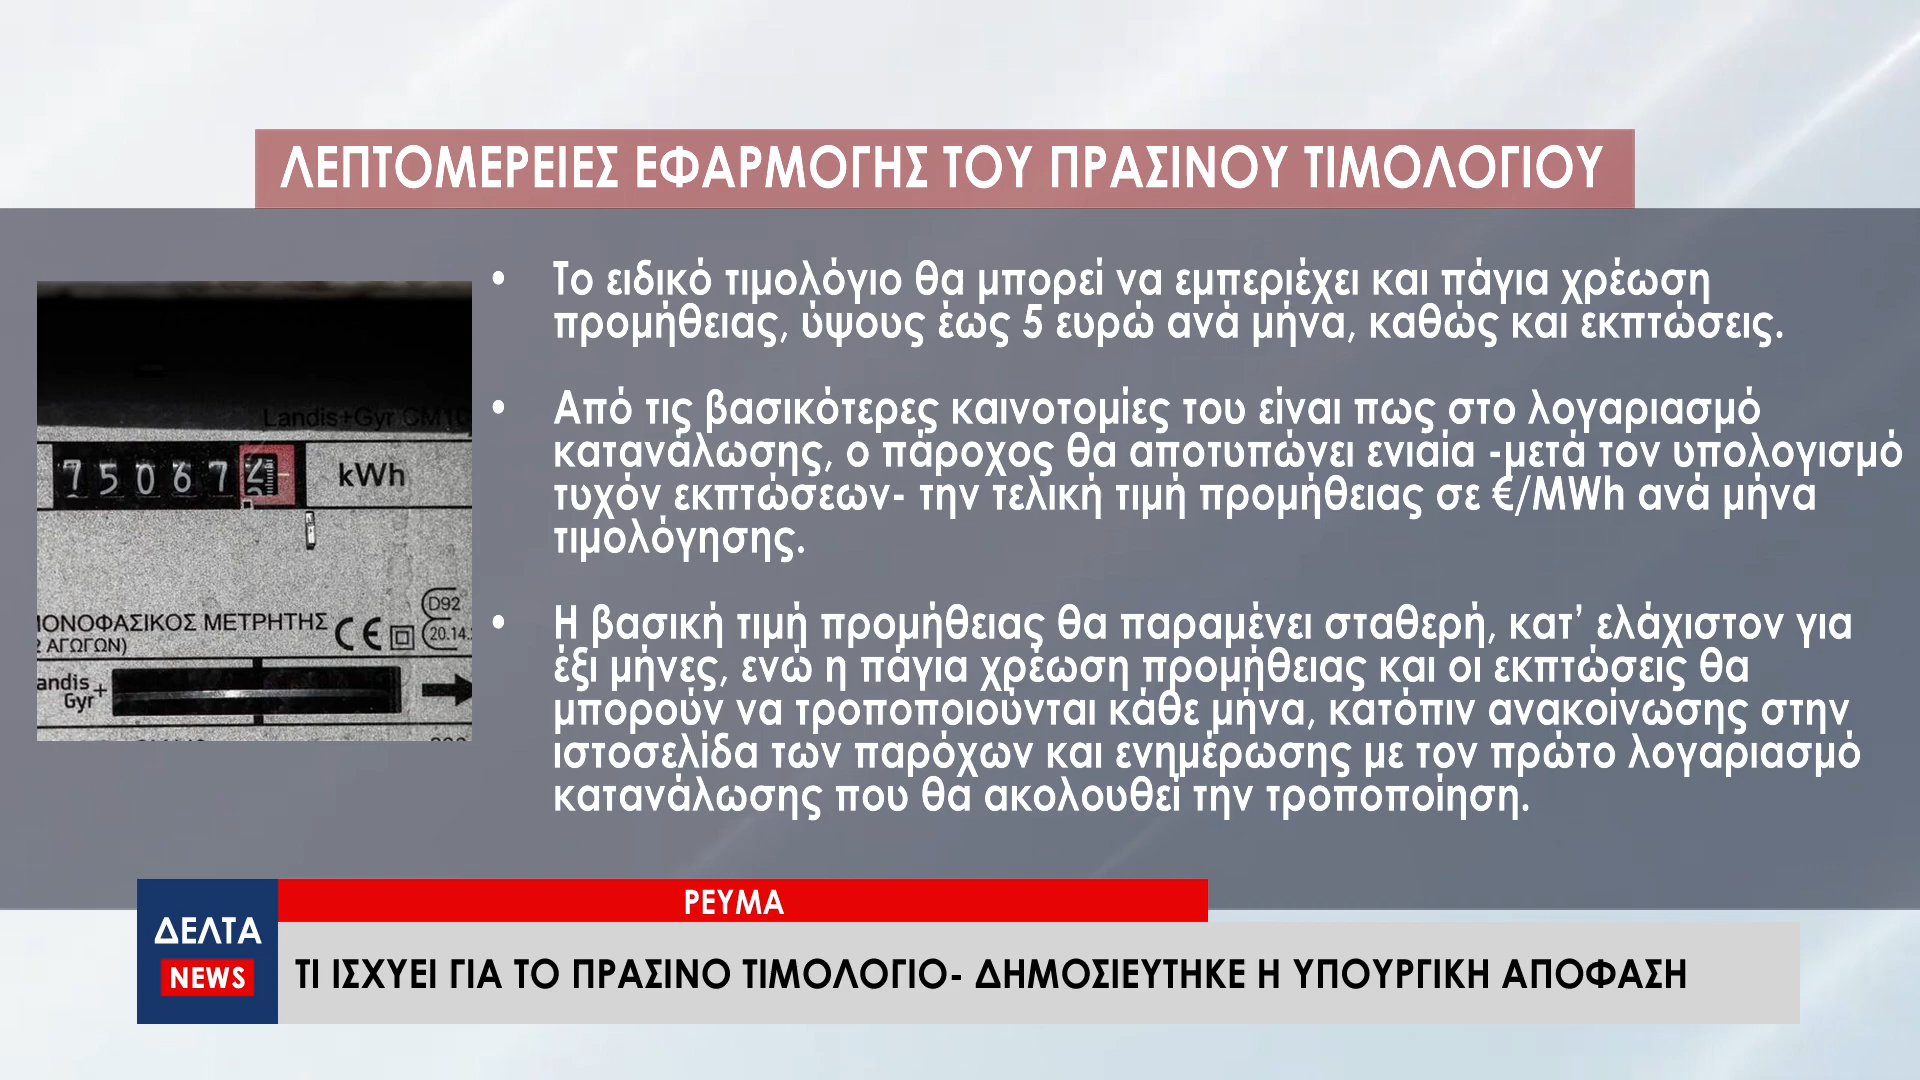 ΛΕΠΤΟΜΕΡΕΙΕΣ ΕΦΑΡΜΟΓΗΣ ΤΟΥ ΠΡΑΣΙΝΟΥ ΤΙΜΟΛΟΓΙΟΥ
• Το ειδικό τιμολόγιο θα μπορεί να εμπεριέχει και πάγια χρέωση
προμήθειας, ύψους έως 5 ευρώ ανά μήνα, καθώς και εκπτώσεις.
• Από τις βασικότερες καινοτομίες του είναι πως στο λογαριασμό
κατανάλωσης, ο πάροχος θα αποτυπώνει ενιαία -μετά τον υπολογισμό
τυχόν εκπτώσεων- την τελική τιμή προμήθειας σε €/MWh ανά μήνα
τιμολόγησης.
• Η βασική τιμή προμήθειας θα παραμένει σταθερή, κατ’ ελάχιστον για
έξι μήνες, ενώ η πάγια χρέωση προμήθειας και οι εκπτώσεις θα
μπορούν να τροποποιούνται κάθε μήνα, κατόπιν ανακοίνωσης στην
ιστοσελίδα των παρόχων και ενημέρωσης με τον πρώτο λογαριασμό
κατανάλωσης που θα ακολουθεί την τροποποίηση.
Landis+Gyr CM10
750672 kWh
ΙΟΝΟΦΑΣΙΚΟΣ ΜΕΤΡΗΤΗΣ CE D92
2 ΑΓΩΓΩΝ) 20.14.
andis
Gyr+
ΡΕΥΜΑ
ΔΕΛΤΑ
NEWS
ΤΙ ΙΣΧΥΕΙ ΓΙΑ ΤΟ ΠΡΑΣΙΝΟ ΤΙΜΟΛΟΓΙΟ- ΔΗΜΟΣΙΕΥΤΗΚΕ Η ΥΠΟΥΡΓΙΚΗ ΑΠΟΦΑΣΗ